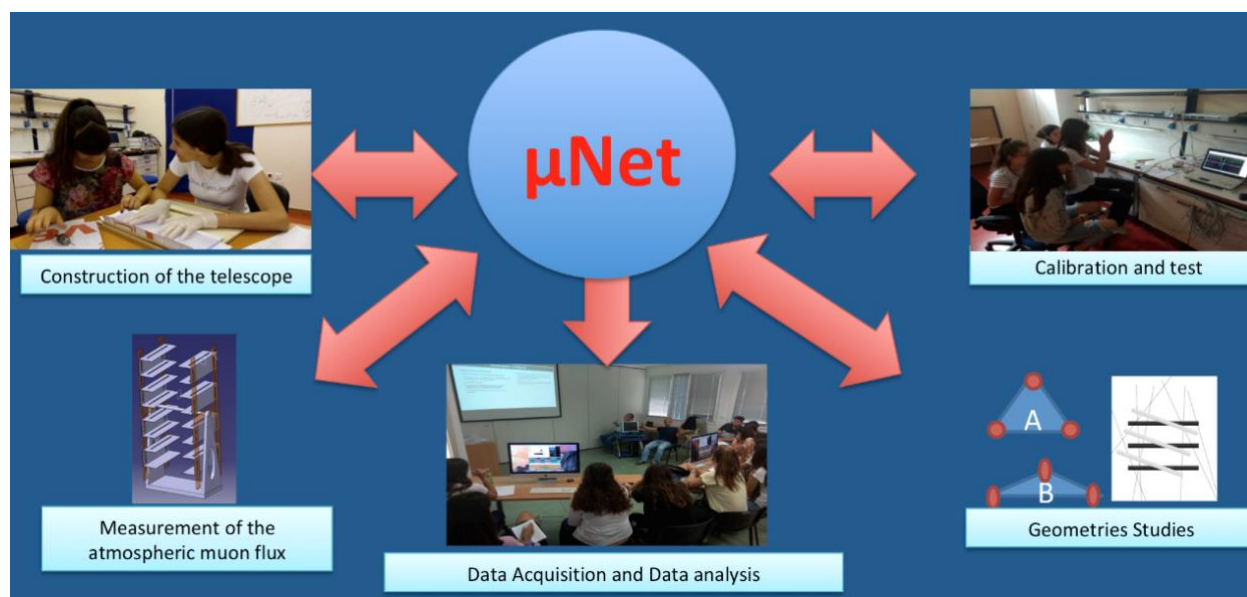 μNet
Construction of the telescope
Calibration and test
A
B
Measurement of the
atmospheric muon flux
Geometries Studies
Data Acquisition and Data analysis